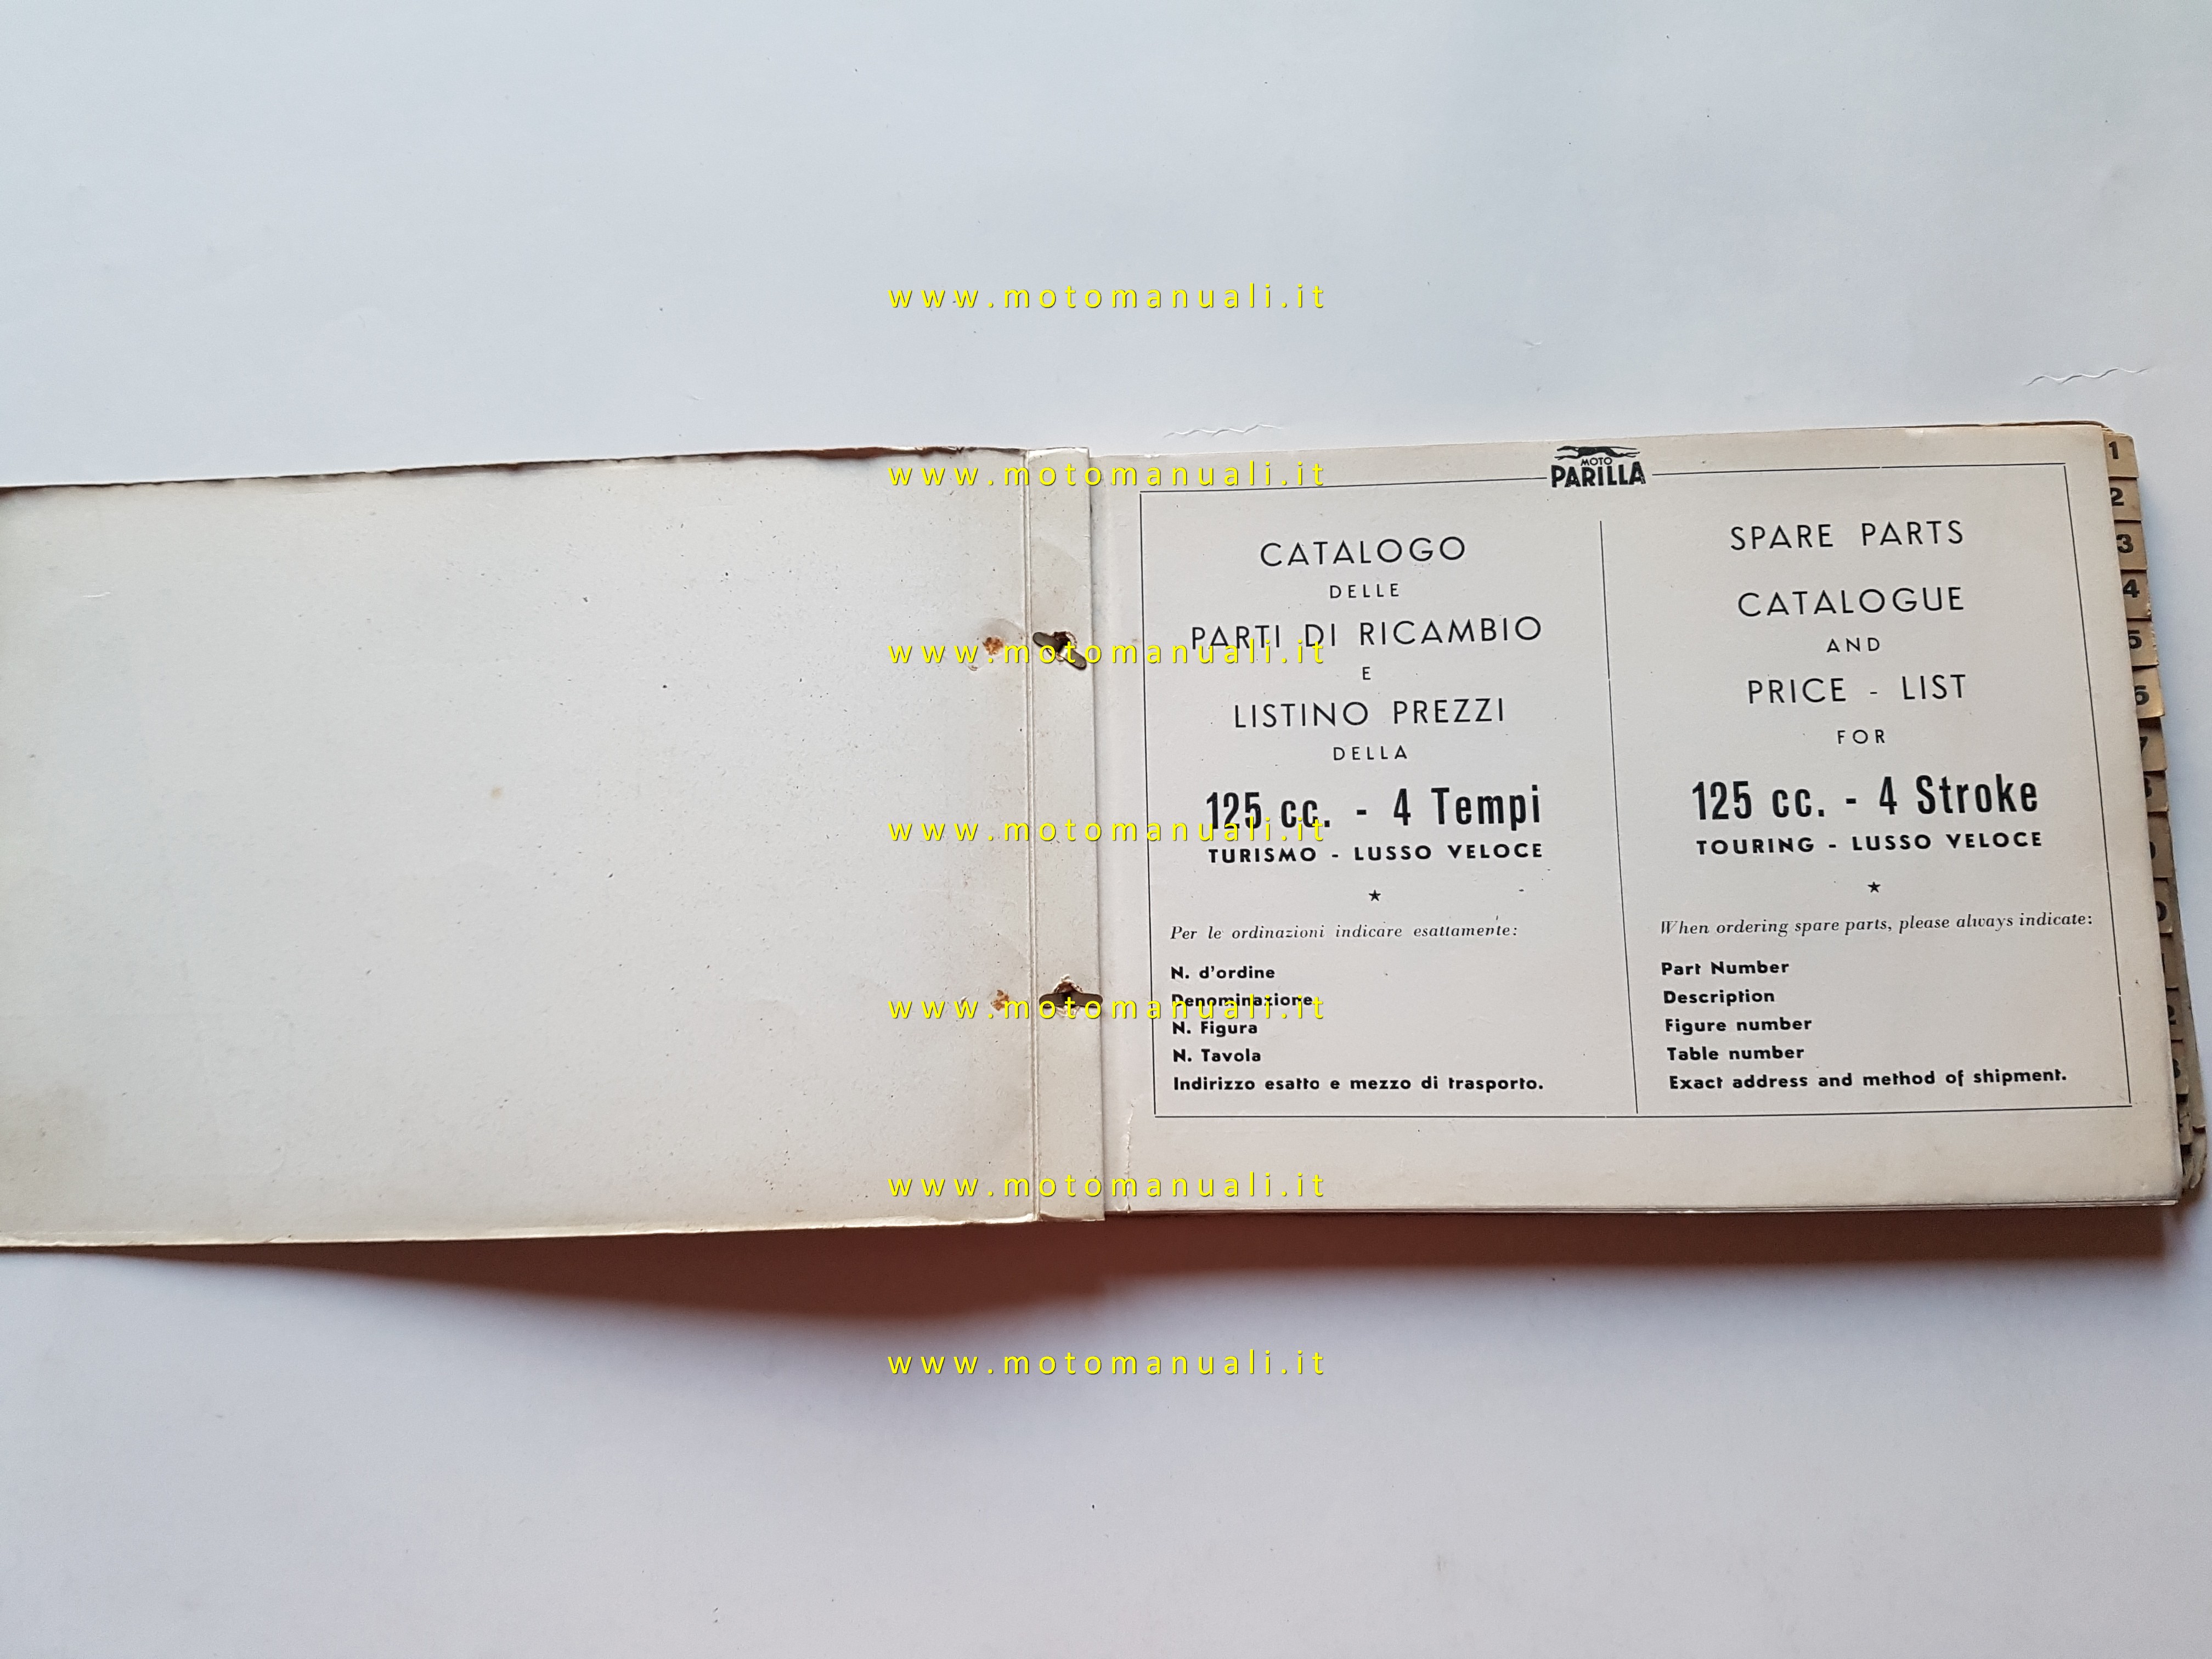 www.motomanuali.it
www.motomanuali.it
www.motomanuali.it
www.motomanuali.it
www.motomanuali.it
www.motomanuali.it
www.motomanuali.it
MOTO
PARILLA
CATALOGO
DELLE
PARTI DI RICAMBIO
E
LISTINO PREZZI
DELLA
125 cc. - 4 Tempi
TURISMO - LUSSO VELOCE
★
Per le ordinazioni indicare esattamente:
N. d'ordine
Denominazione
N. Figura
N. Tavola
Indirizzo esatto e mezzo di trasporto.
SPARE PARTS
CATALOGUE
AND
PRICE - LIST
FOR
125 cc. - 4 Stroke
TOURING - LUSSO VELOCE
★
When ordering spare parts, please always indicate:
Part Number
Description
Figure number
Table number
Exact address and method of shipment.
1
2
3
4
5
6
7